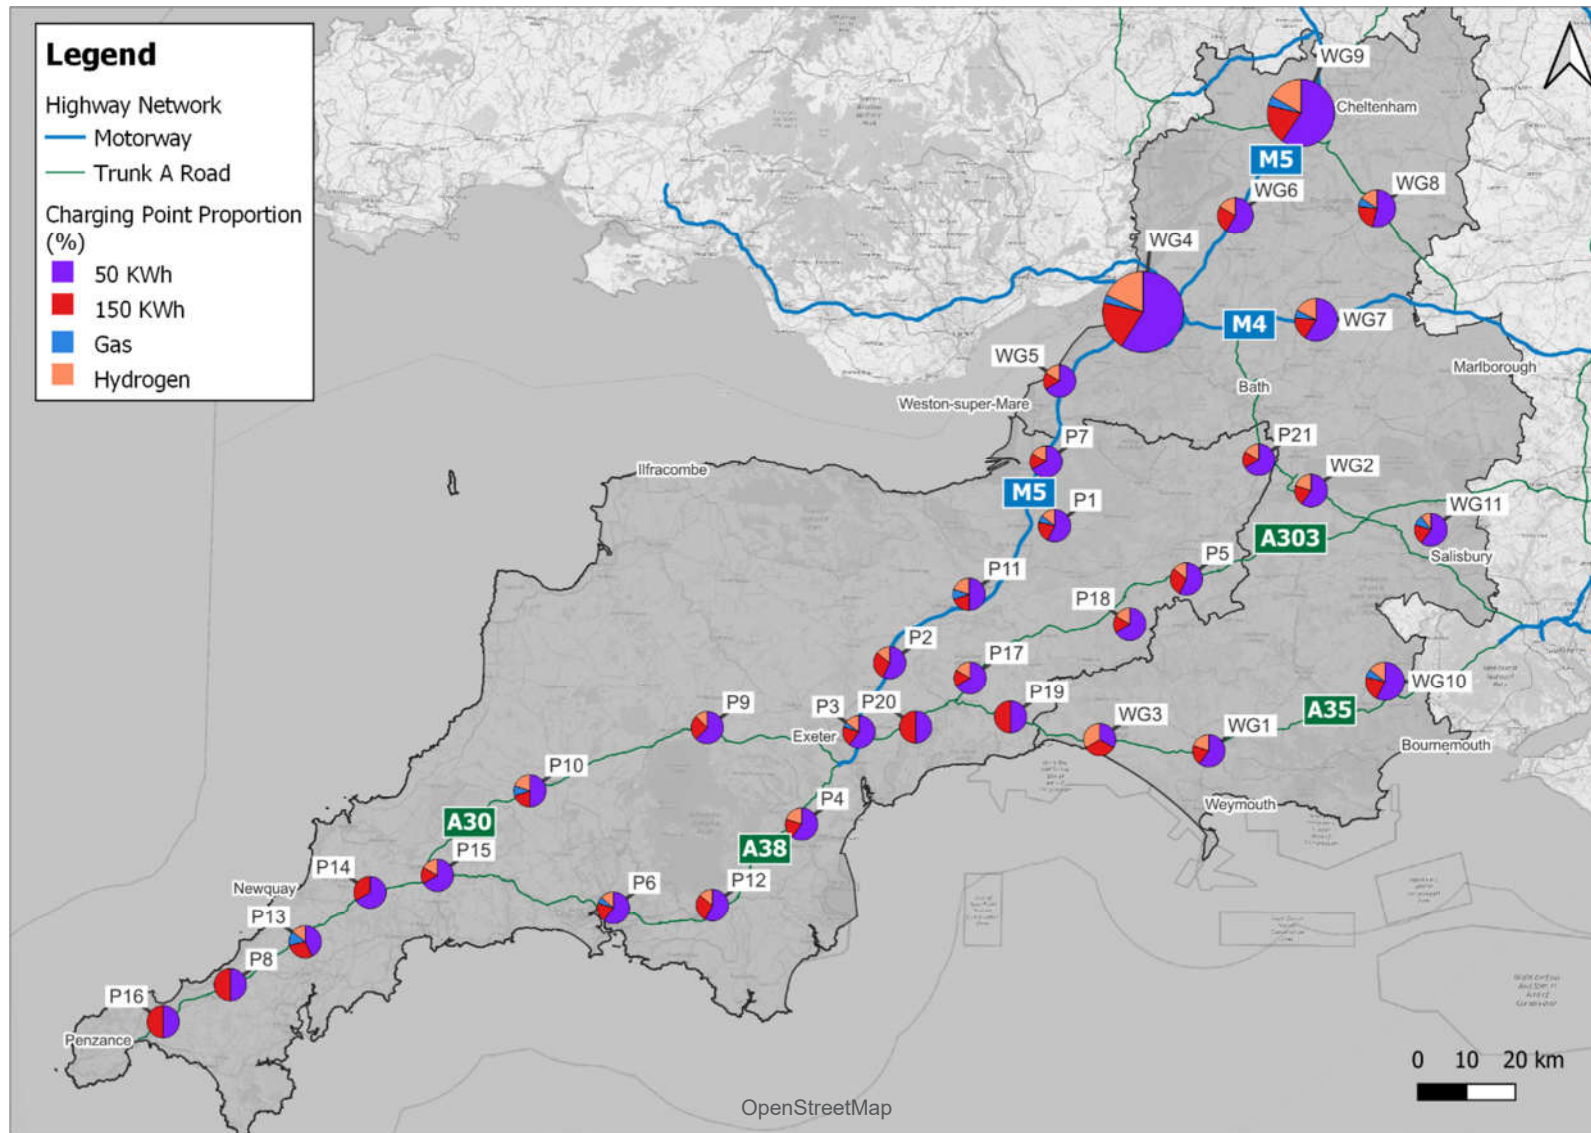 Legend
Highway Network
Motorway
Trunk A Road
Charging Point Proportion
(%)
50 KWh
150 KWh
Gas
Hydrogen
WG9
Cheltenham
M5
WG8
WG6
WG4
M4
WG7
WG5
Marlborough
Bath
Weston-super-Mare
P7
P21
Ilfracombe
WG2
M5
P1
WG11
A303
Salisbury
P5
P11
P18
P2
P17
P9
P3
P20
P19
WG10
Exeter
WG3
A35
WG1
Bournemouth
P10
Weymouth
P4
A30
A38
P15
P14
Newquay
P6
P12
P13
P8
P16
Penzance
0 10 20 km
OpenStreetMap